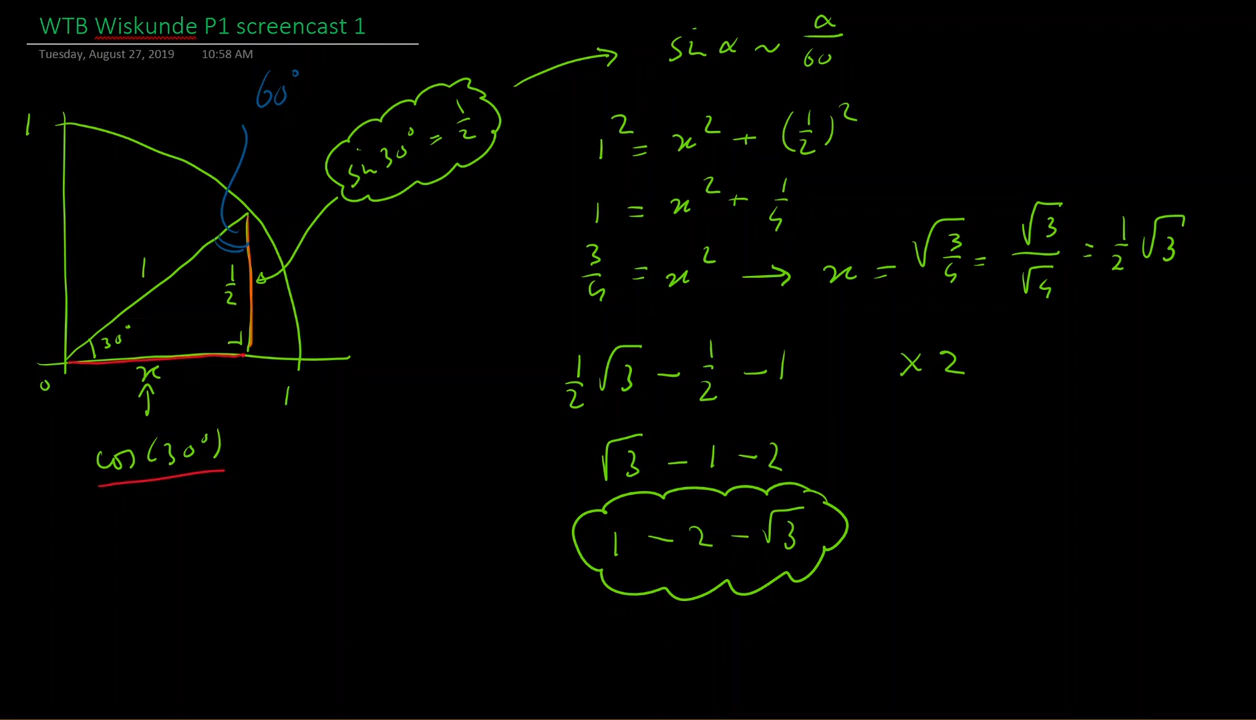 WTB Wiskunde P1 screencast 1
Tuesday, August 27, 2019 10:58 AM
60°
1
sin 30° = 1/2
1
1/2
30°
0
x
1
cos(30°)
sin α ~ α/60
1² = x² + (1/2)²
1 = x² + 1/4
3/4 = x² → x = √(3/4) = √3/√4 = 1/2 √3
1/2 √3 – 1/2 – 1 × 2
√3 – 1 – 2
1 – 2 – √3